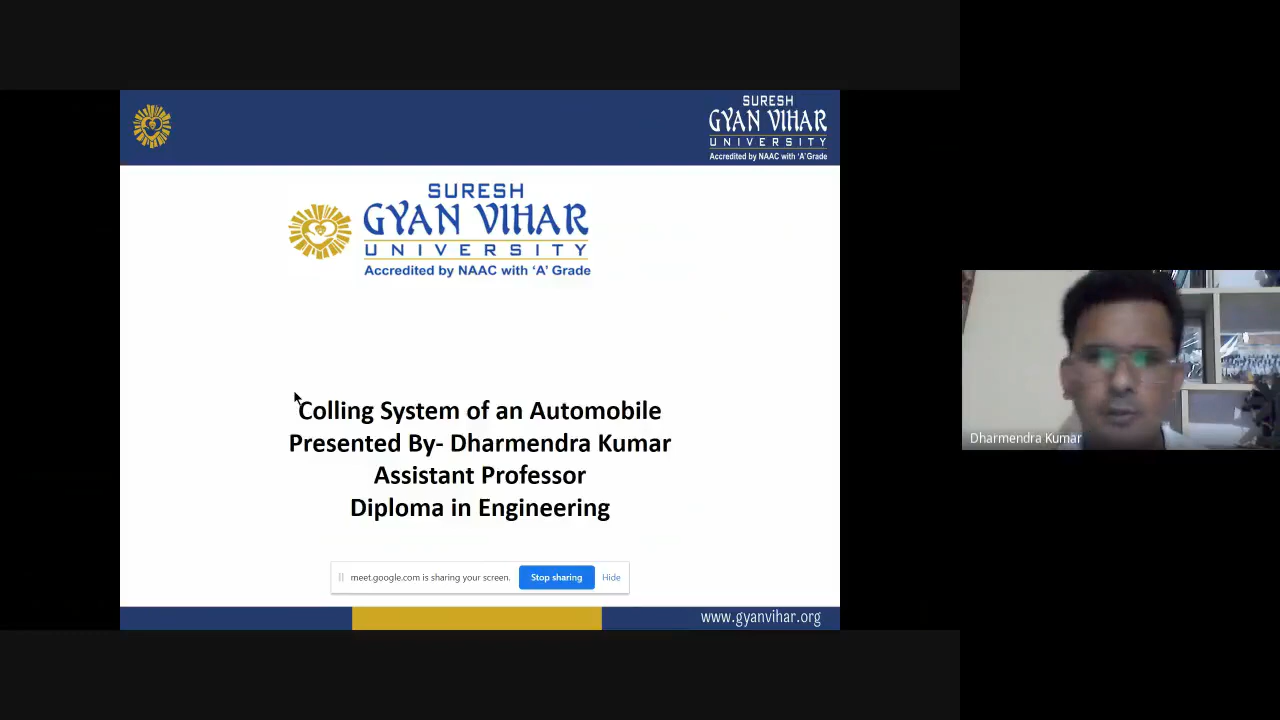 SURESH
GYAN VIHAR
UNIVERSITY
Accredited by NAAC with 'A' Grade
SURESH
GYAN VIHAR
UNIVERSITY
Accredited by NAAC with 'A' Grade
Colling System of an Automobile
Presented By- Dharmendra Kumar
Assistant Professor
Diploma in Engineering
Dharmendra Kumar
meet.google.com is sharing your screen. Stop sharing Hide
www.gyanvihar.org